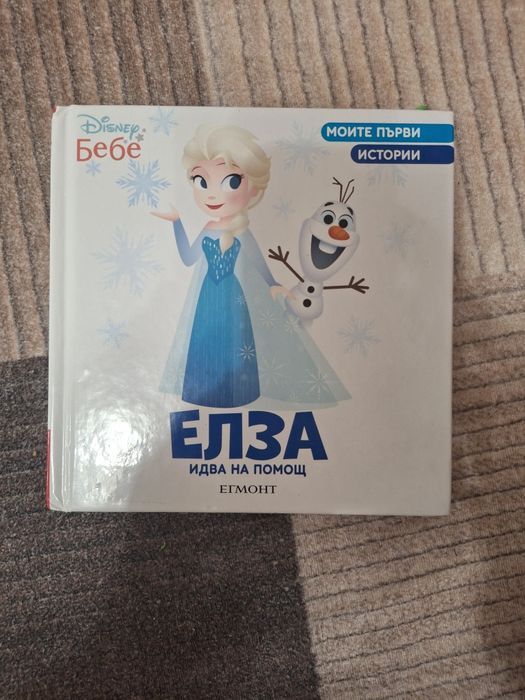 Disney
Бебе
МОИТЕ ПЪРВИ
ИСТОРИИ
ЕЛЗА
ИДВА НА ПОМОЩ
ЕГМОНТ